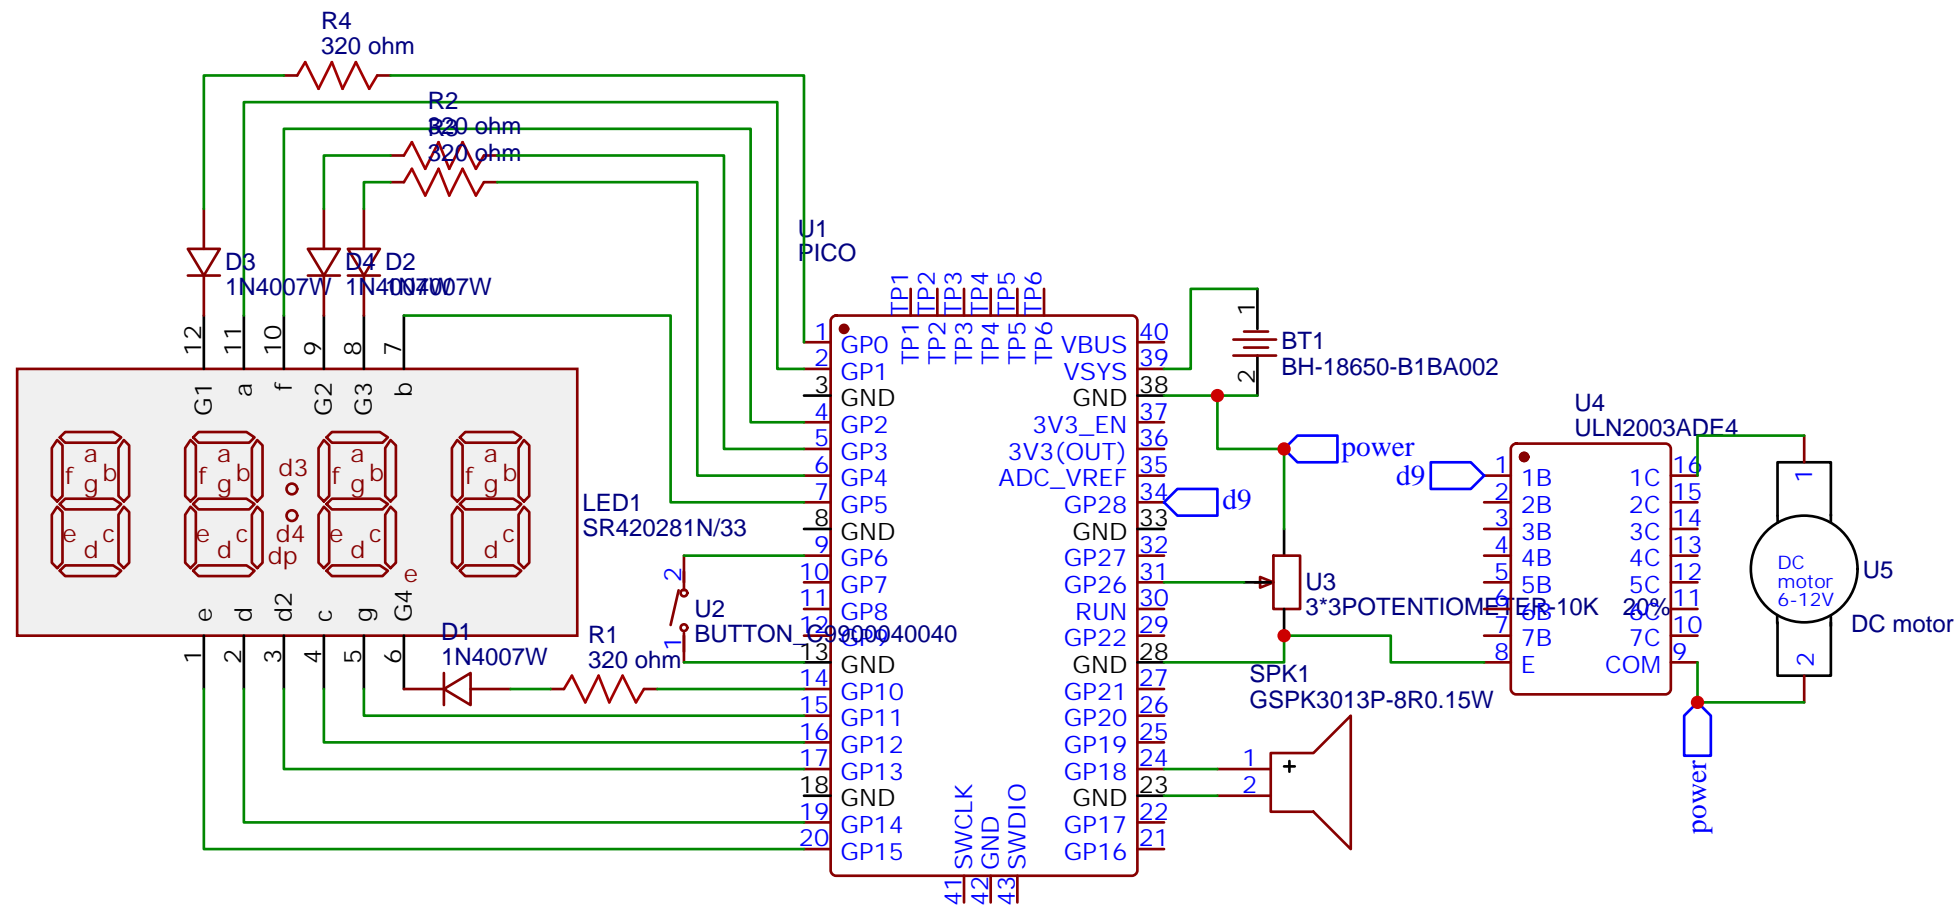 R4
320 ohm
R2
320 ohm
R3
320 ohm
D3
1N4007W
D4
1N4007W
D2
1N4007W
12 11 10 9 8 7
G1 a f G2 G3 b
a f b g e d c
a f b g e d c
d3
d4
dp
a f b g e d c
a b g d c
e d d2 c g G4 e
1 2 3 4 5 6
LED1
SR420281N/33
D1
1N4007W
R1
320 ohm
U2
BUTTON_C9900040040
2
1
U1
PICO
TP1 TP2 TP3 TP4 TP5 TP6
TP1 TP2 TP3 TP4 TP5 TP6
1 GP0
2 GP1
3 GND
4 GP2
5 GP3
6 GP4
7 GP5
8 GND
9 GP6
10 GP7
11 GP8
12 GP9
13 GND
14 GP10
15 GP11
16 GP12
17 GP13
18 GND
19 GP14
20 GP15
VBUS 40
VSYS 39
GND 38
3V3_EN 37
3V3(OUT) 36
ADC_VREF 35
GP28 34
GND 33
GP27 32
GP26 31
RUN 30
GP22 29
GND 28
GP21 27
GP20 26
GP19 25
GP18 24
GND 23
GP17 22
GP16 21
SWCLK GND SWDIO
41 42 43
1
2
BT1
BH-18650-B1BA002
power
d9
U3
3*3POTENTIOMETER-10K 20%
SPK1
GSPK3013P-8R0.15W
1
2
+
U4
ULN2003ADE4
d9
1 1B 1C 16
2 2B 2C 15
3 3B 3C 14
4 4B 4C 13
5 5B 5C 12
6 6B 6C 11
7 7B 7C 10
8 E COM 9
power
1
DC
motor
6-12V
2
U5
DC motor